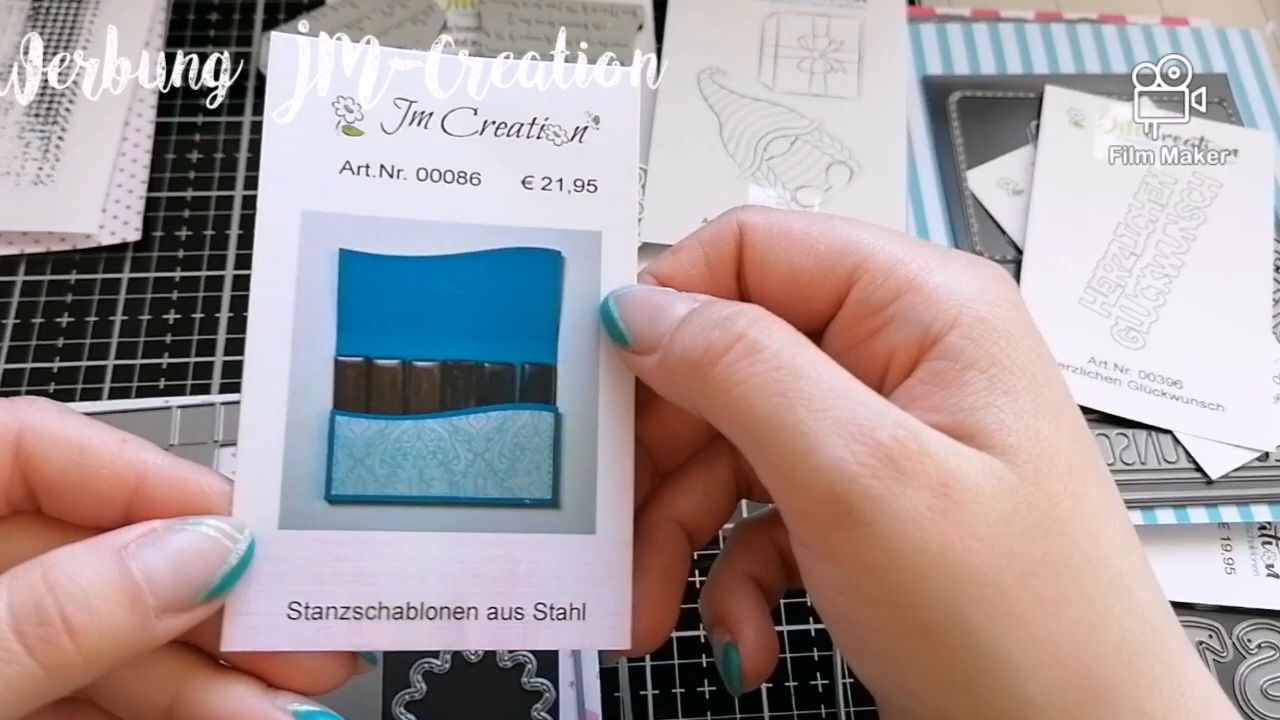 Werbung JM-Creation
Film Maker
Jm Creation
Art.Nr. 00086 € 21,95
Stanzschablonen aus Stahl
HERZLICHEN
GLÜCKWUNSCH
Art.Nr. 00396
Glückwunsch
€ 19,95